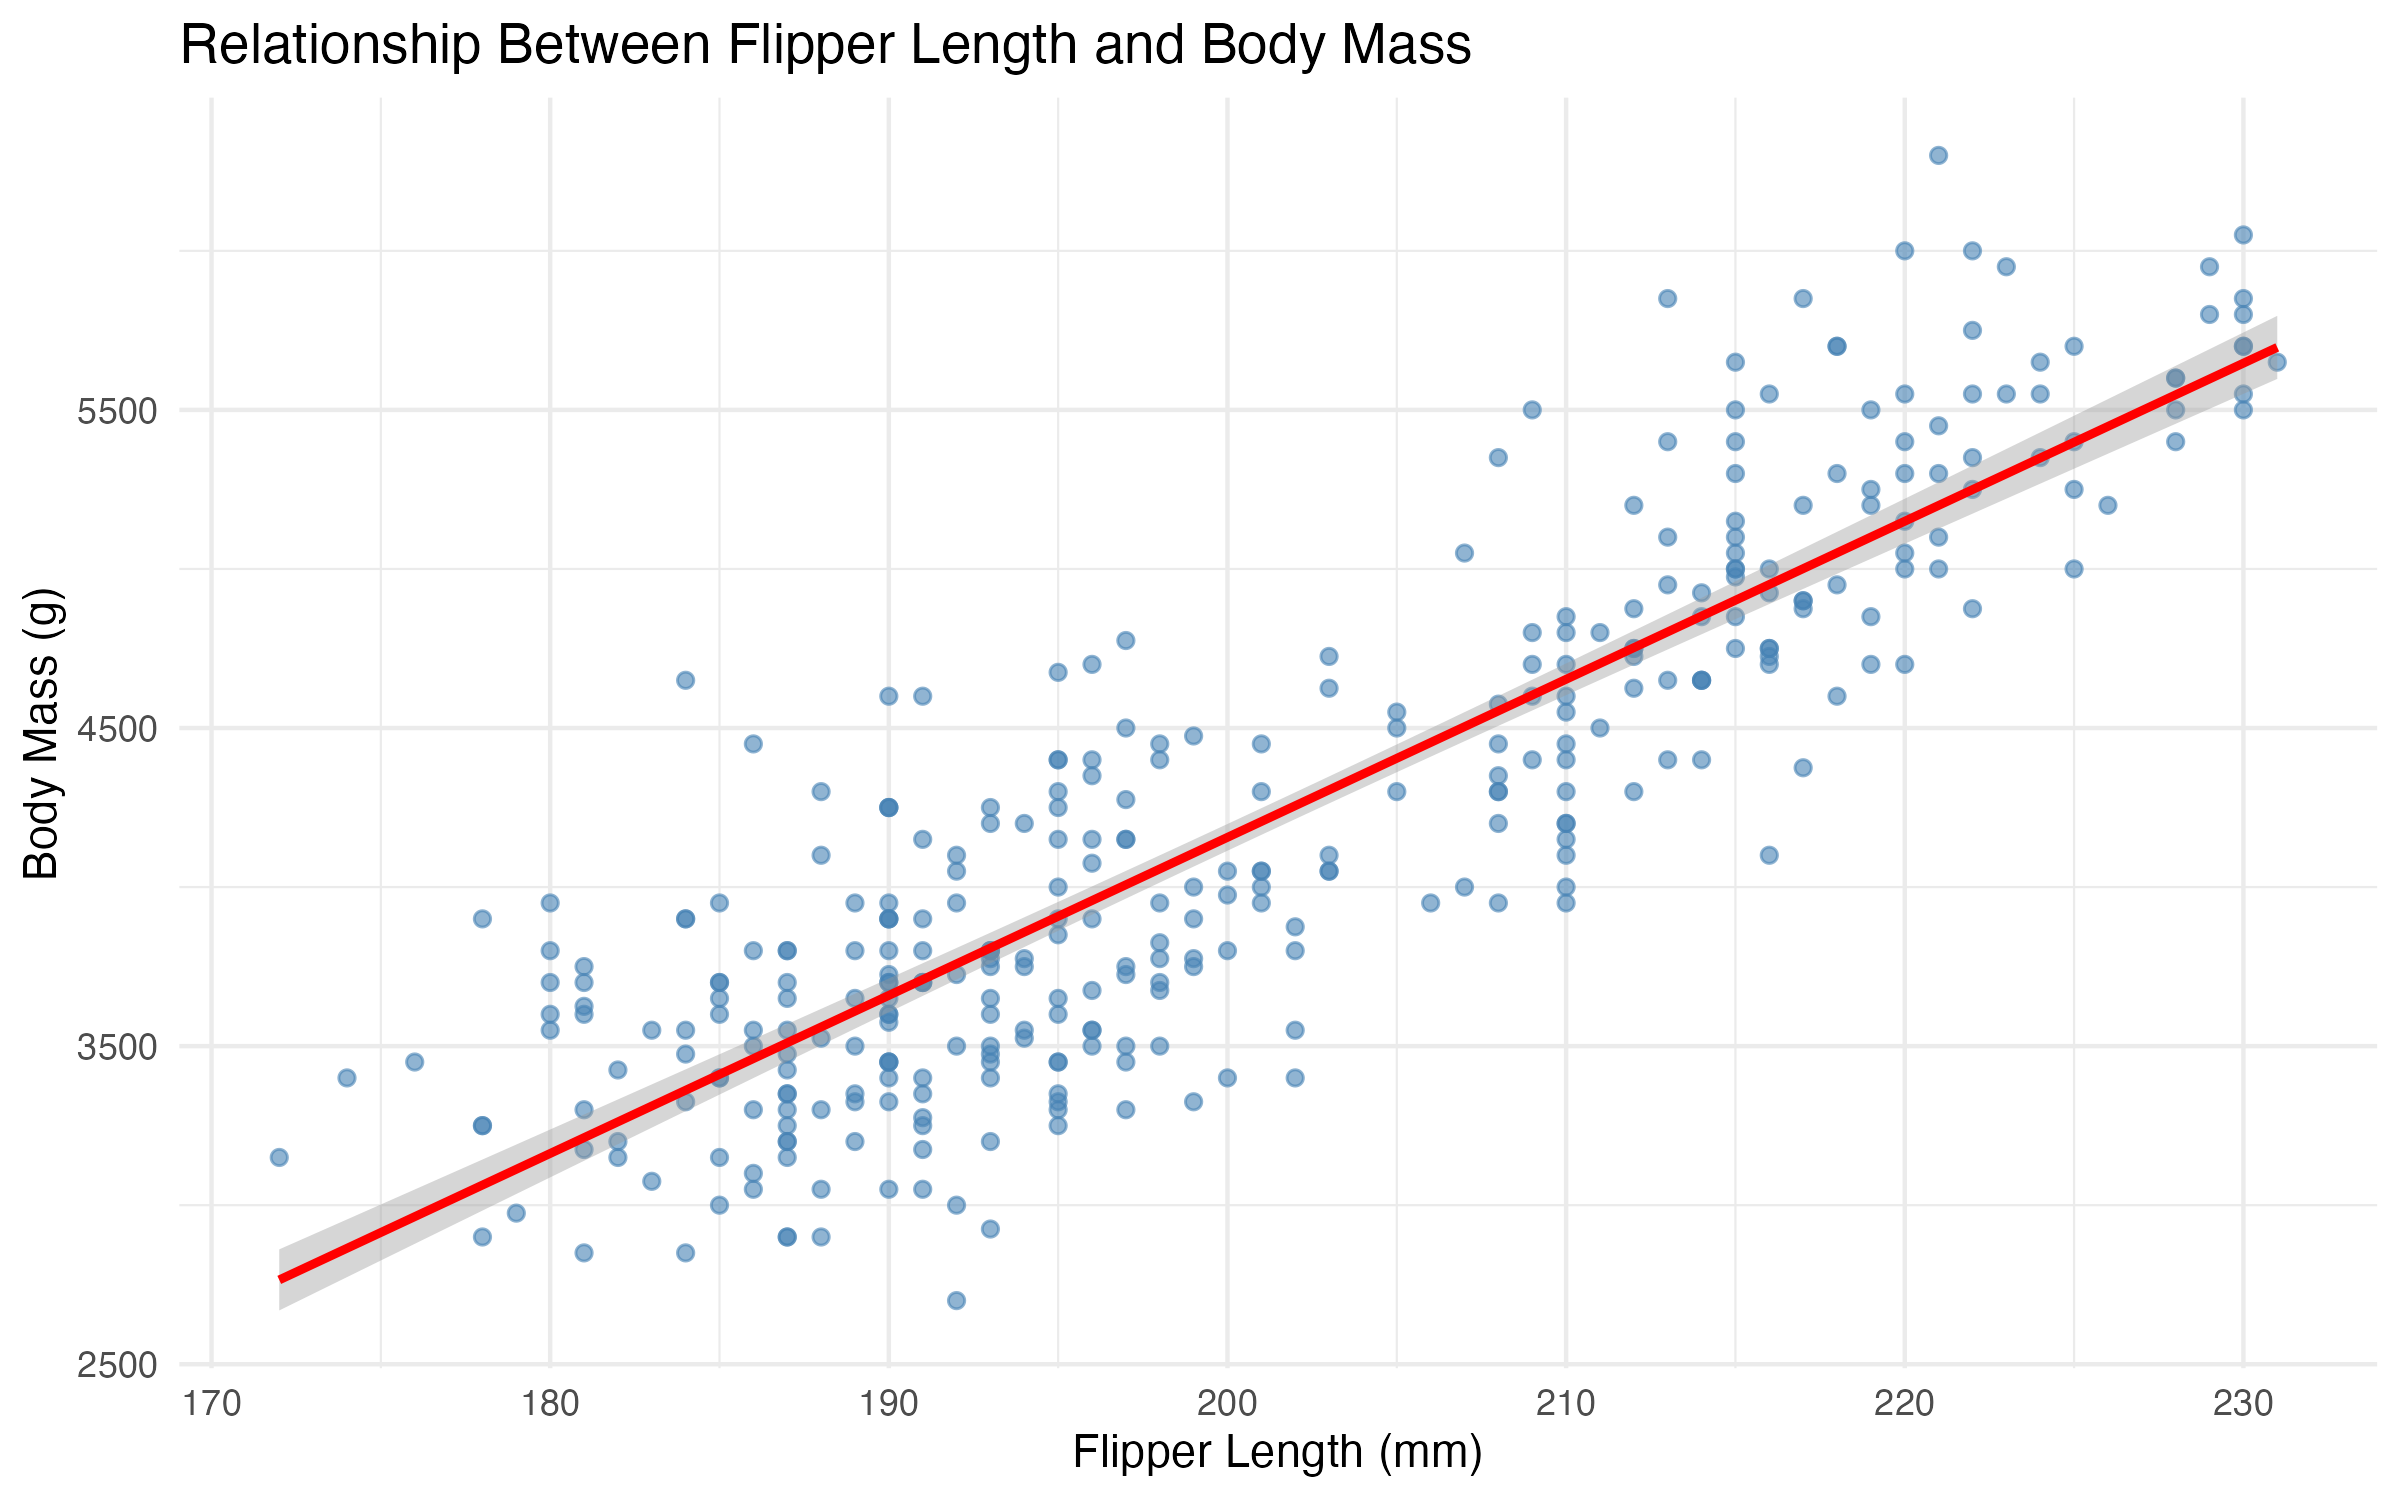 Relationship Between Flipper Length and Body Mass
Body Mass (g)
5500
4500
3500
2500
170 180 190 200 210 220 230
Flipper Length (mm)